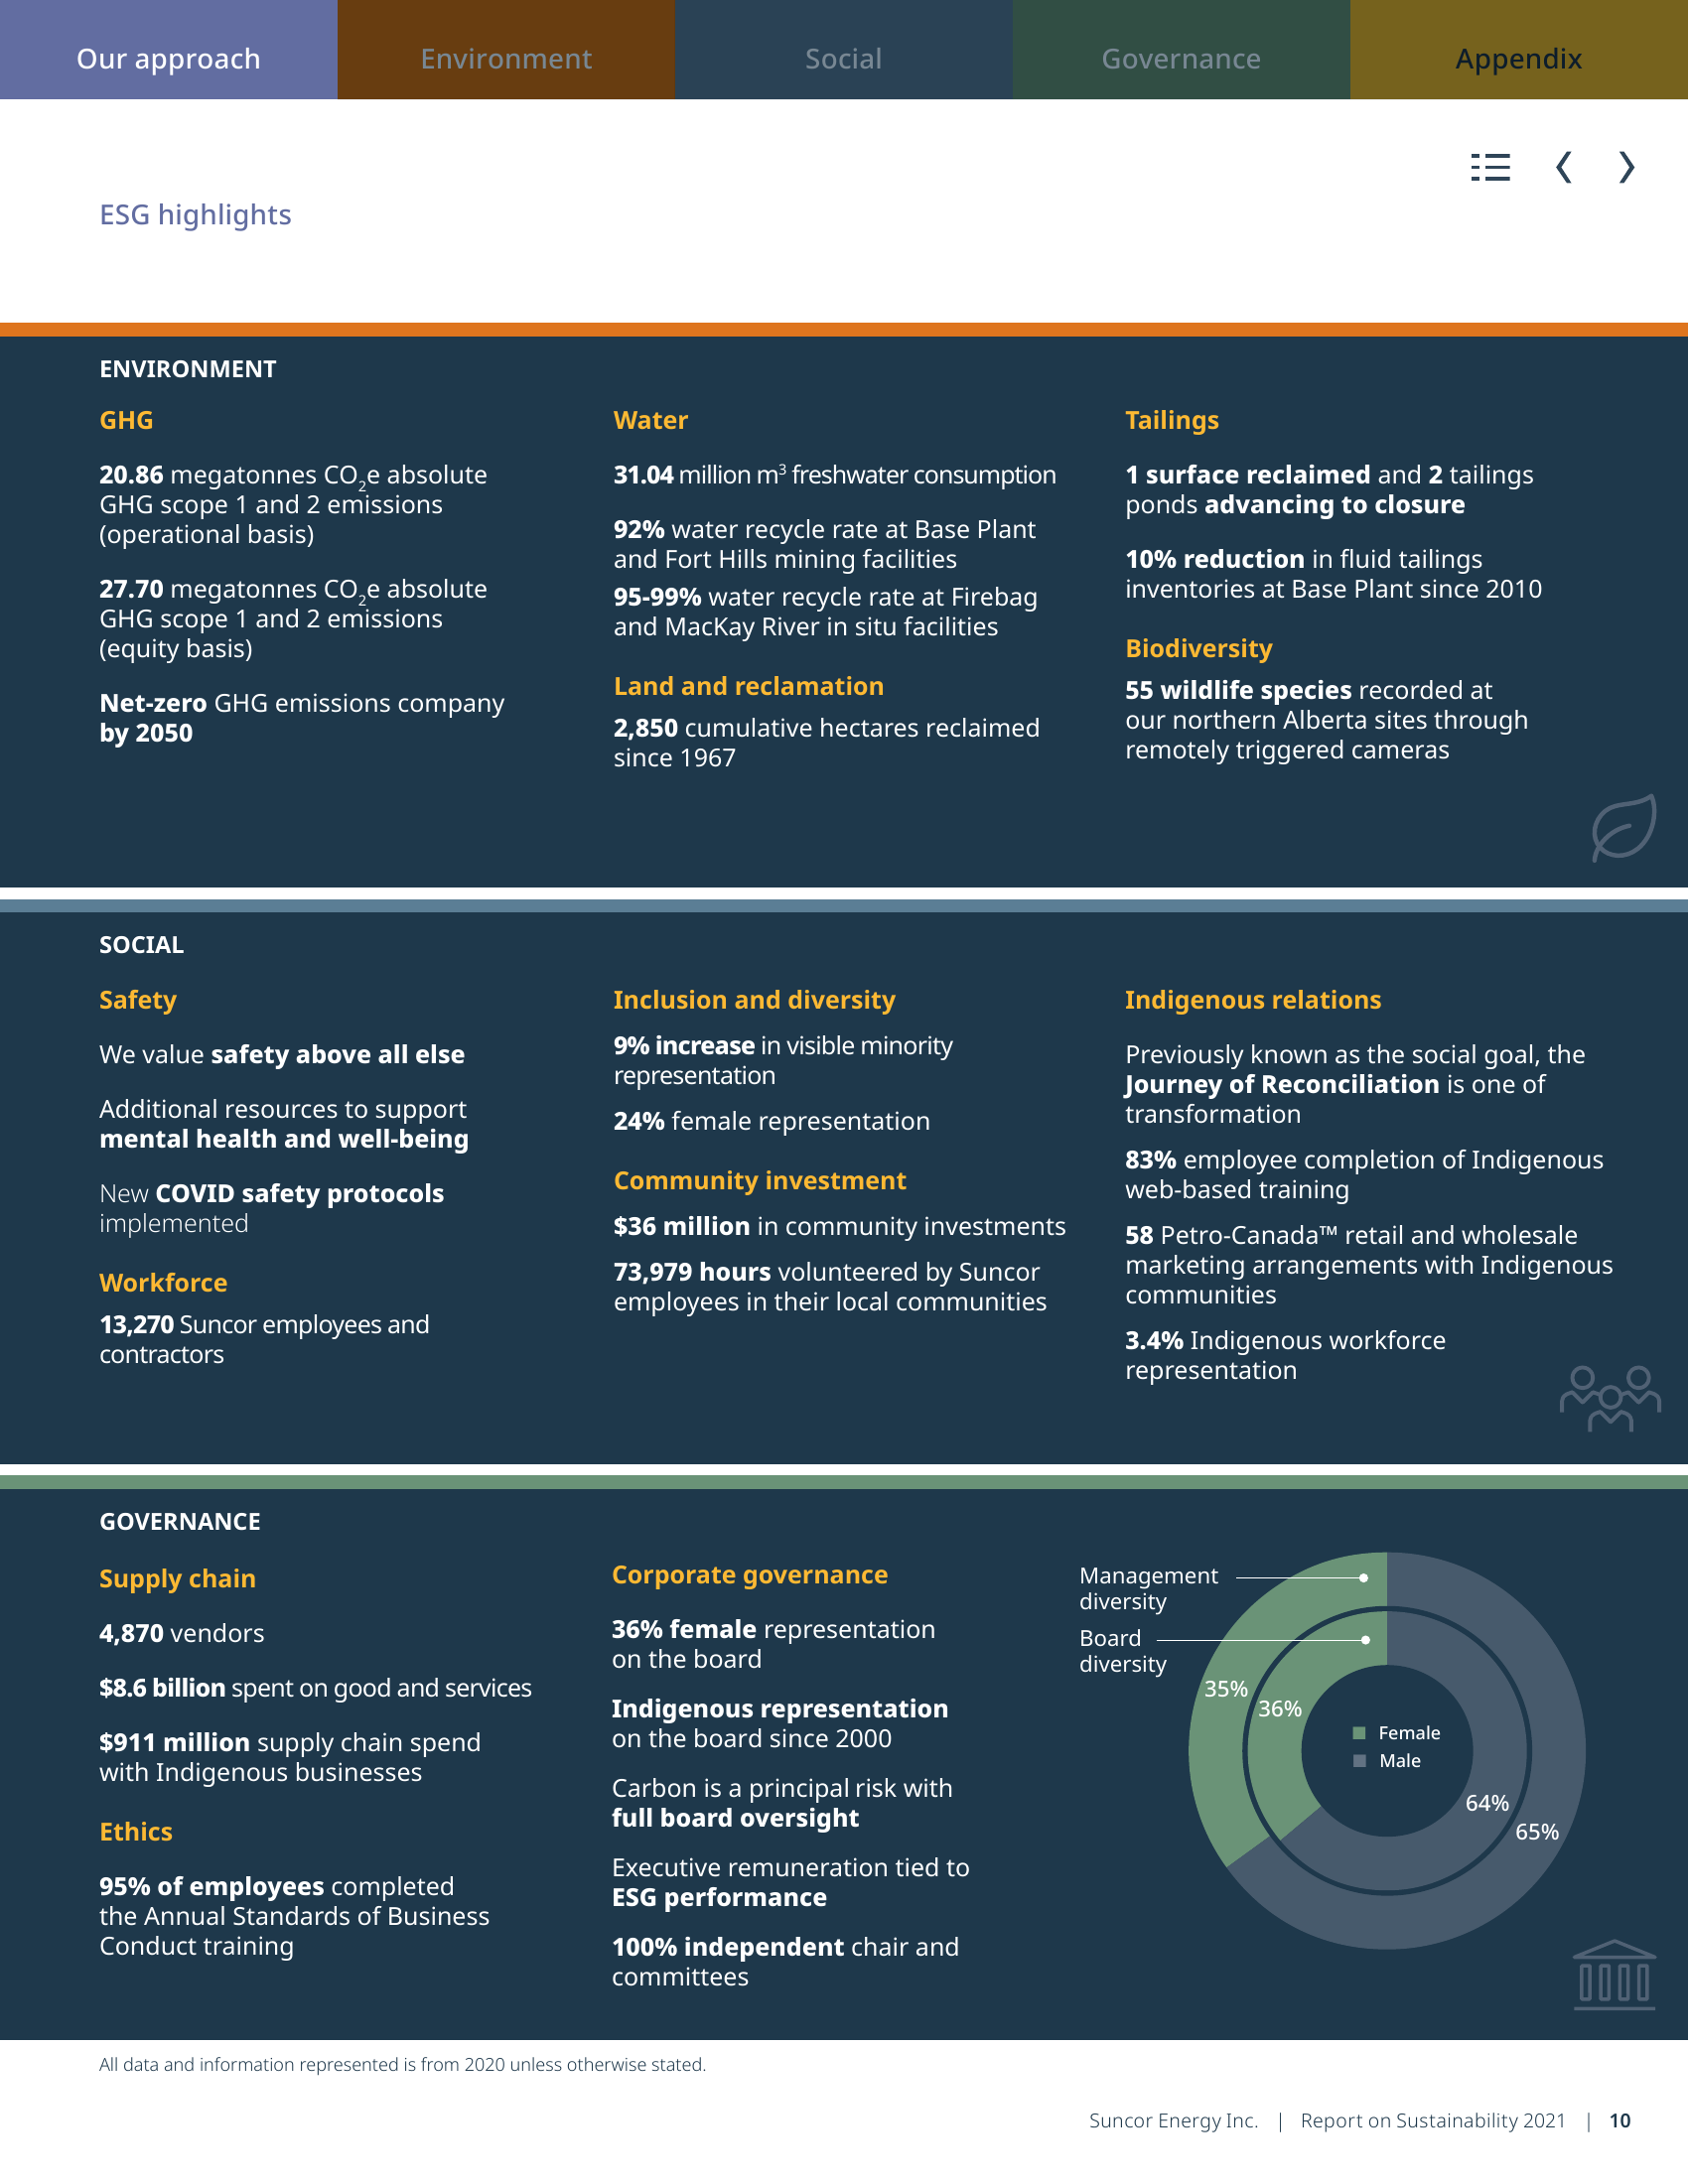 Our approach
Environment
Social
Governance
Appendix
ESG highlights
ENVIRONMENT
GHG
20.86 megatonnes CO₂e absolute
GHG scope 1 and 2 emissions
(operational basis)
27.70 megatonnes CO₂e absolute
GHG scope 1 and 2 emissions
(equity basis)
Net-zero GHG emissions company
by 2050
Water
31.04 million m³ freshwater consumption
92% water recycle rate at Base Plant
and Fort Hills mining facilities
95-99% water recycle rate at Firebag
and MacKay River in situ facilities
Land and reclamation
2,850 cumulative hectares reclaimed
since 1967
Tailings
1 surface reclaimed and 2 tailings
ponds advancing to closure
10% reduction in fluid tailings
inventories at Base Plant since 2010
Biodiversity
55 wildlife species recorded at
our northern Alberta sites through
remotely triggered cameras
SOCIAL
Safety
We value safety above all else
Additional resources to support
mental health and well-being
New COVID safety protocols
implemented
Workforce
13,270 Suncor employees and
contractors
Inclusion and diversity
9% increase in visible minority
representation
24% female representation
Community investment
$36 million in community investments
73,979 hours volunteered by Suncor
employees in their local communities
Indigenous relations
Previously known as the social goal, the
Journey of Reconciliation is one of
transformation
83% employee completion of Indigenous
web-based training
58 Petro-Canada™ retail and wholesale
marketing arrangements with Indigenous
communities
3.4% Indigenous workforce
representation
GOVERNANCE
Supply chain
4,870 vendors
$8.6 billion spent on good and services
$911 million supply chain spend
with Indigenous businesses
Ethics
95% of employees completed
the Annual Standards of Business
Conduct training
Corporate governance
36% female representation
on the board
Indigenous representation
on the board since 2000
Carbon is a principal risk with
full board oversight
Executive remuneration tied to
ESG performance
100% independent chair and
committees
Management
diversity
Board
diversity
35%
36%
Female
Male
64%
65%
All data and information represented is from 2020 unless otherwise stated.
Suncor Energy Inc. | Report on Sustainability 2021 | 10